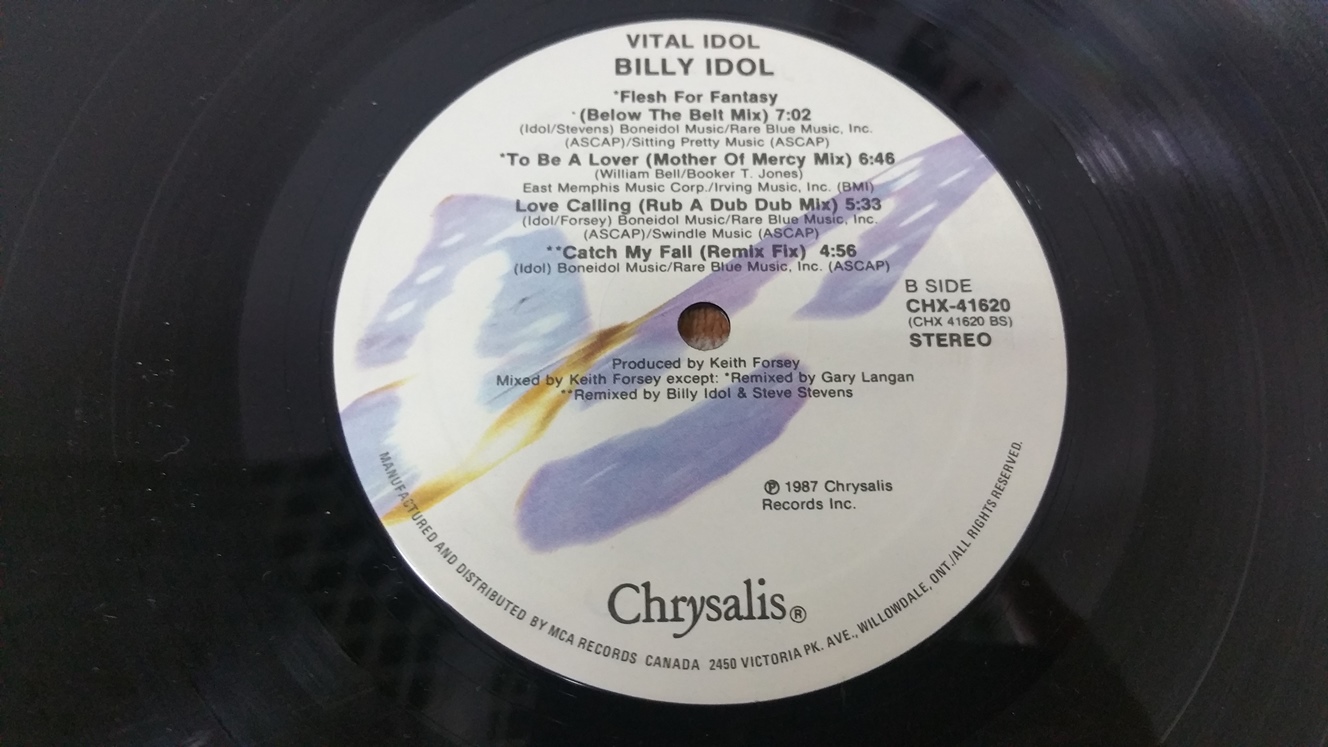 VITAL IDOL
BILLY IDOL
*Flesh For Fantasy
(Below The Belt Mix) 7:02
(Idol/Stevens) Boneidol Music/Rare Blue Music, Inc.
(ASCAP)/Sitting Pretty Music (ASCAP)
*To Be A Lover (Mother Of Mercy Mix) 6:46
(William Bell/Booker T. Jones)
East Memphis Music Corp./Irving Music, Inc. (BMI)
Love Calling (Rub A Dub Dub Mix) 5:33
(Idol/Forsey) Boneidol Music/Rare Blue Music, Inc.
(ASCAP)/Swindle Music (ASCAP)
**Catch My Fall (Remix Fix) 4:56
(Idol) Boneidol Music/Rare Blue Music, Inc. (ASCAP)
B SIDE
CHX-41620
(CHX 41620 BS)
STEREO
Produced by Keith Forsey
Mixed by Keith Forsey except: *Remixed by Gary Langan
**Remixed by Billy Idol & Steve Stevens
℗ 1987 Chrysalis
Records Inc.
Chrysalis®
MANUFACTURED AND DISTRIBUTED BY MCA RECORDS CANADA 2450 VICTORIA PK. AVE., WILLOWDALE, ONT./ALL RIGHTS RESERVED.